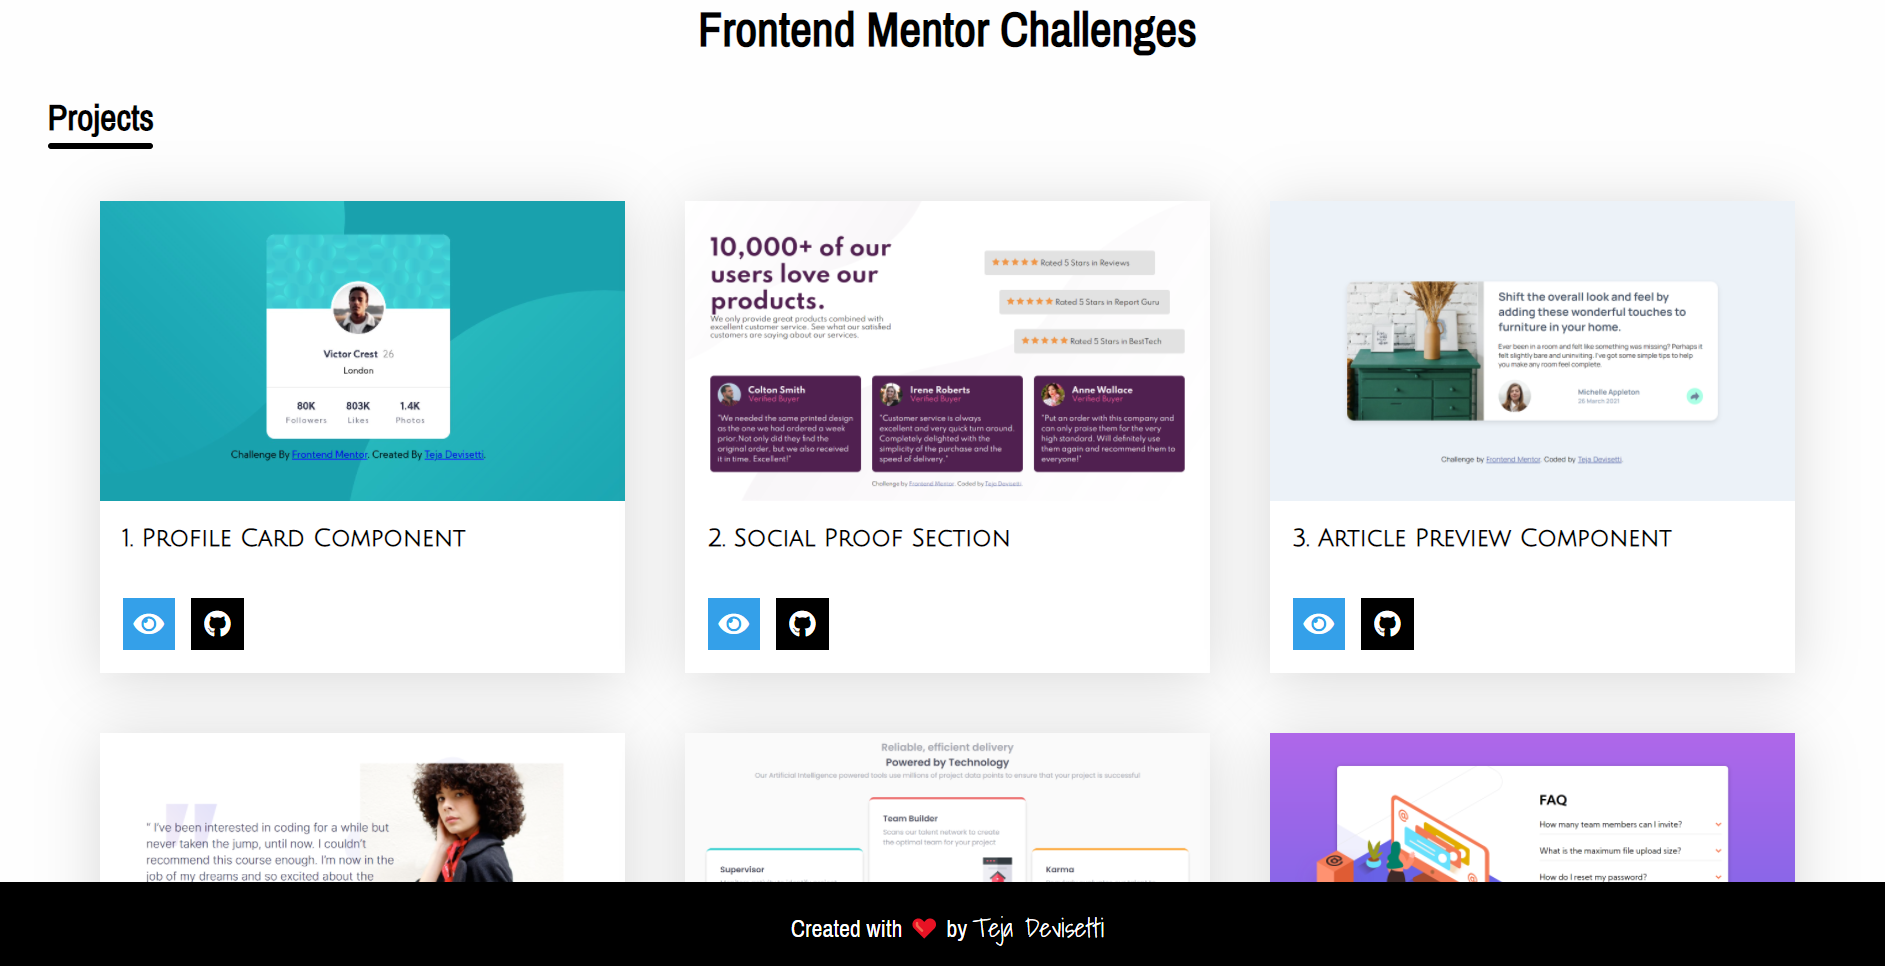 Frontend Mentor Challenges
Projects
Victor Crest 26
London
80K 803K 1.4K
Followers Likes Photos
Challenge By Frontend Mentor. Created By Teja Devisetti.
1. Profile Card Component
10,000+ of our
users love our
products.
We only provide great products combined with
excellent customer service. See what our satisfied
customers are saying about our services.
Rated 5 Stars in Reviews
Rated 5 Stars in Report Guru
Rated 5 Stars in BestTech
Colton Smith
Verified Buyer
"We needed the same printed design
as the one we had ordered a week
prior.Not only did they find the
original order, but we also received
it in time. Excellent!"
Irene Roberts
Verified Buyer
"Customer service is always
excellent and very quick turn around.
Completely delighted with the
simplicity of the purchase and the
speed of delivery."
Anne Wallace
Verified Buyer
"Put an order with this company and
can only praise them for the very
high standard. Will definitely use
them again and recommend them to
everyone!"
Challenge by Frontend Mentor. Coded by Teja Devisetti.
2. Social Proof Section
Shift the overall look and feel by
adding these wonderful touches to
furniture in your home.
Ever been in a room and felt like something was missing? Perhaps it
felt slightly bare and uninviting. I've got some simple tips to help
you make any room feel complete.
Michelle Appleton
26 March 2021
Challenge by Frontend Mentor. Coded by Teja Devisetti.
3. Article Preview Component
" I've been interested in coding for a while but
never taken the jump, until now. I couldn't
recommend this course enough. I'm now in the
job of my dreams and so excited about the
Reliable, efficient delivery
Powered by Technology
Our Artificial Intelligence powered tools use millions of project data points to ensure that your project is successful
Team Builder
Scans our talent network to create
the optimal team for your project
Supervisor
Karma
FAQ
How many team members can I invite?
What is the maximum file upload size?
How do I reset my password?
Created with ❤ by Teja Devisetti